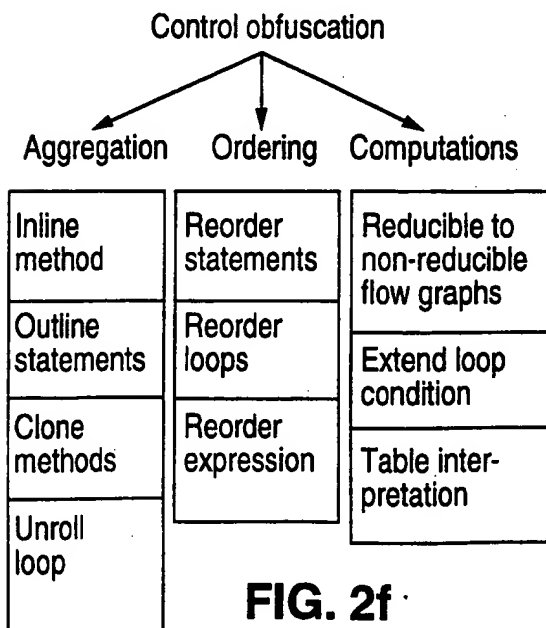 Control obfuscation
Aggregation Ordering Computations
Inline
method
Outline
statements
Clone
methods
Unroll
loop
Reorder
statements
Reorder
loops
Reorder
expression
Reducible to
non-reducible
flow graphs
Extend loop
condition
Table inter-
pretation
FIG. 2f